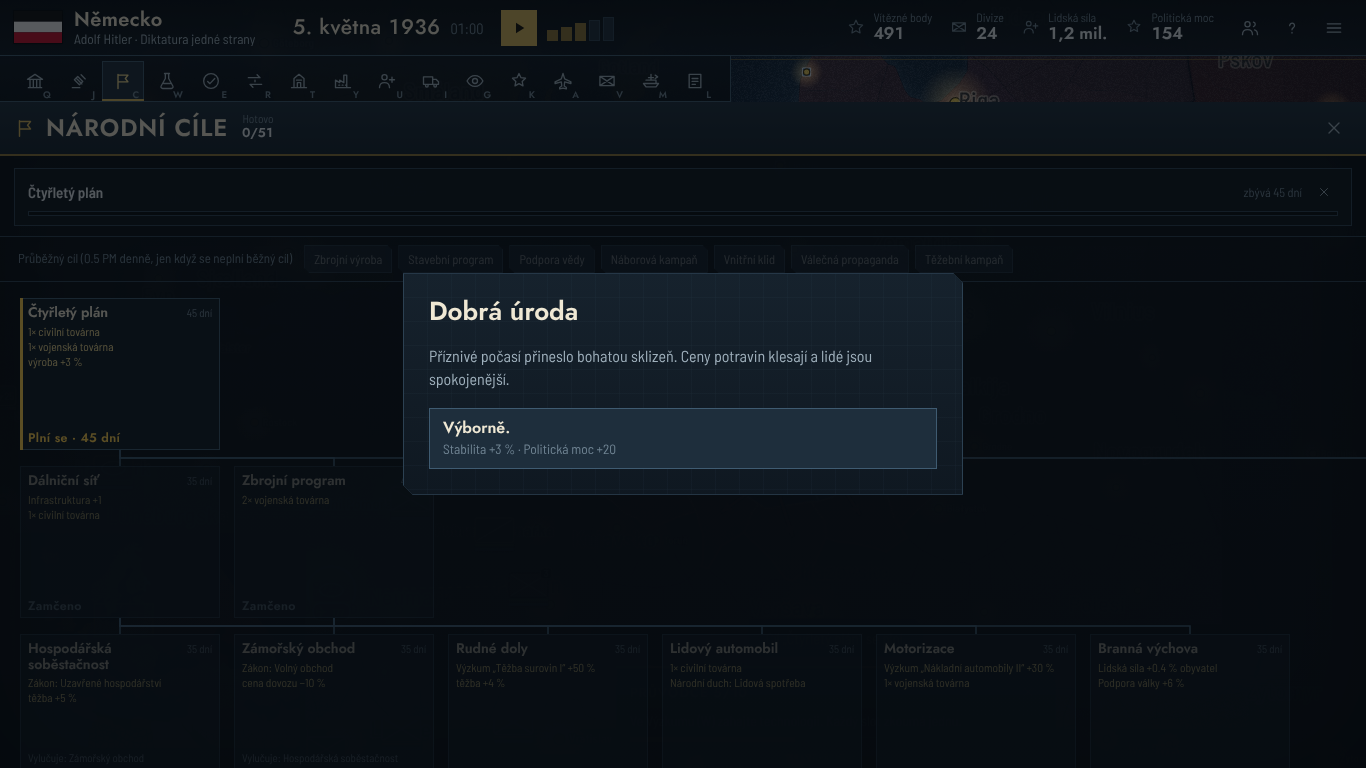 Německo
Adolf Hitler · Diktatura jedné strany
5. května 1936 01:00
Vítězné body
491
Divize
24
Lidská síla
1,2 mil.
Politická moc
154
?
Q J C W E R T Y U I G K A V M L
Pskov
Riga
NÁRODNÍ CÍLE
Hotovo
0/51
Čtyřletý plán
zbývá 45 dní
Průběžný cíl (0.5 PM denně, jen když se neplní běžný cíl)
Zbrojní výroba
Stavební program
Podpora vědy
Náborová kampaň
Vnitřní klid
Válečná propaganda
Těžební kampaň
Čtyřletý plán
45 dní
1× civilní továrna
1× vojenská továrna
výroba +3 %
Plní se · 45 dní
Dobrá úroda
Příznivé počasí přineslo bohatou sklizeň. Ceny potravin klesají a lidé jsou
spokojenější.
Výborně.
Stabilita +3 % · Politická moc +20
Dálniční síť
35 dní
Infrastruktura +1
1× civilní továrna
Zamčeno
Zbrojní program
2× vojenská továrna
Zamčeno
Hospodářská
soběstačnost
35 dní
Zákon: Uzavřené hospodářství
těžba +5 %
Vylučuje: Zámořský obchod
Zámořský obchod
35 dní
Zákon: Volný obchod
cena dovozu −10 %
Vylučuje: Hospodářská soběstačnost
Rudné doly
35 dní
Výzkum „Těžba surovin I“ +50 %
těžba +4 %
Lidový automobil
35 dní
1× civilní továrna
Národní duch: Lidová spotřeba
Motorizace
35 dní
Výzkum „Nákladní automobily II“ +30 %
1× vojenská továrna
Branná výchova
35 dní
Lidská síla +0.4 % obyvatel
Podpora války +6 %